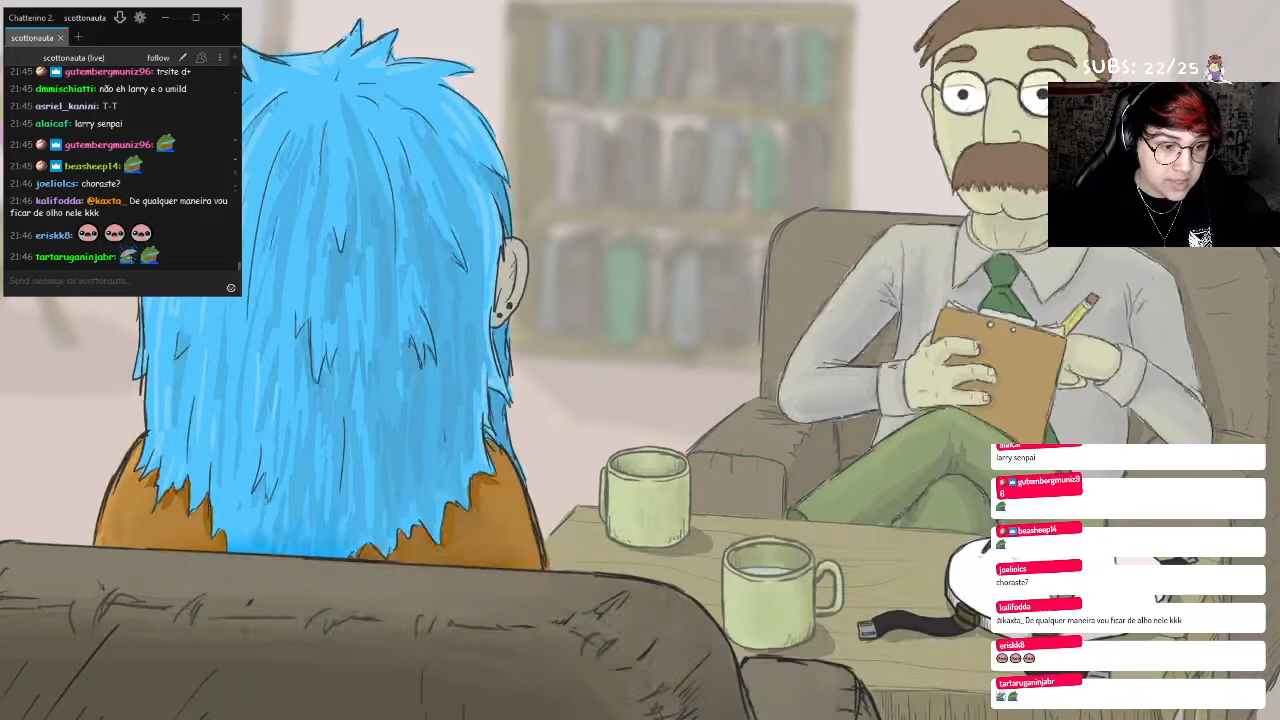 Chatterino 2.
scottonauta
scottonauta
scottonauta (live)
follow
21:45 gutembergmuniz96: trsite d+
21:45 dmmischiatti: não eh larry e o umild
21:45 asriel_kanini: T-T
21:45 alaicaf: larry senpai
21:45 gutembergmuniz96:
21:45 beasheep14:
21:46 joeliolcs: choraste?
21:46 kalifodda: @kaxta_ De qualquer maneira vou
ficar de olho nele kkk
21:46 eriskk8:
21:46 tartaruganinjabr:
Send message as scottonauta...
SUBS: 22/25
alaicaf
larry senpai
gutembergmuniz9
6
beasheep14
joeliolcs
choraste?
kalifodda
@kaxta_ De qualquer maneira vou ficar de olho nele kkk
eriskk8
tartaruganinjabr